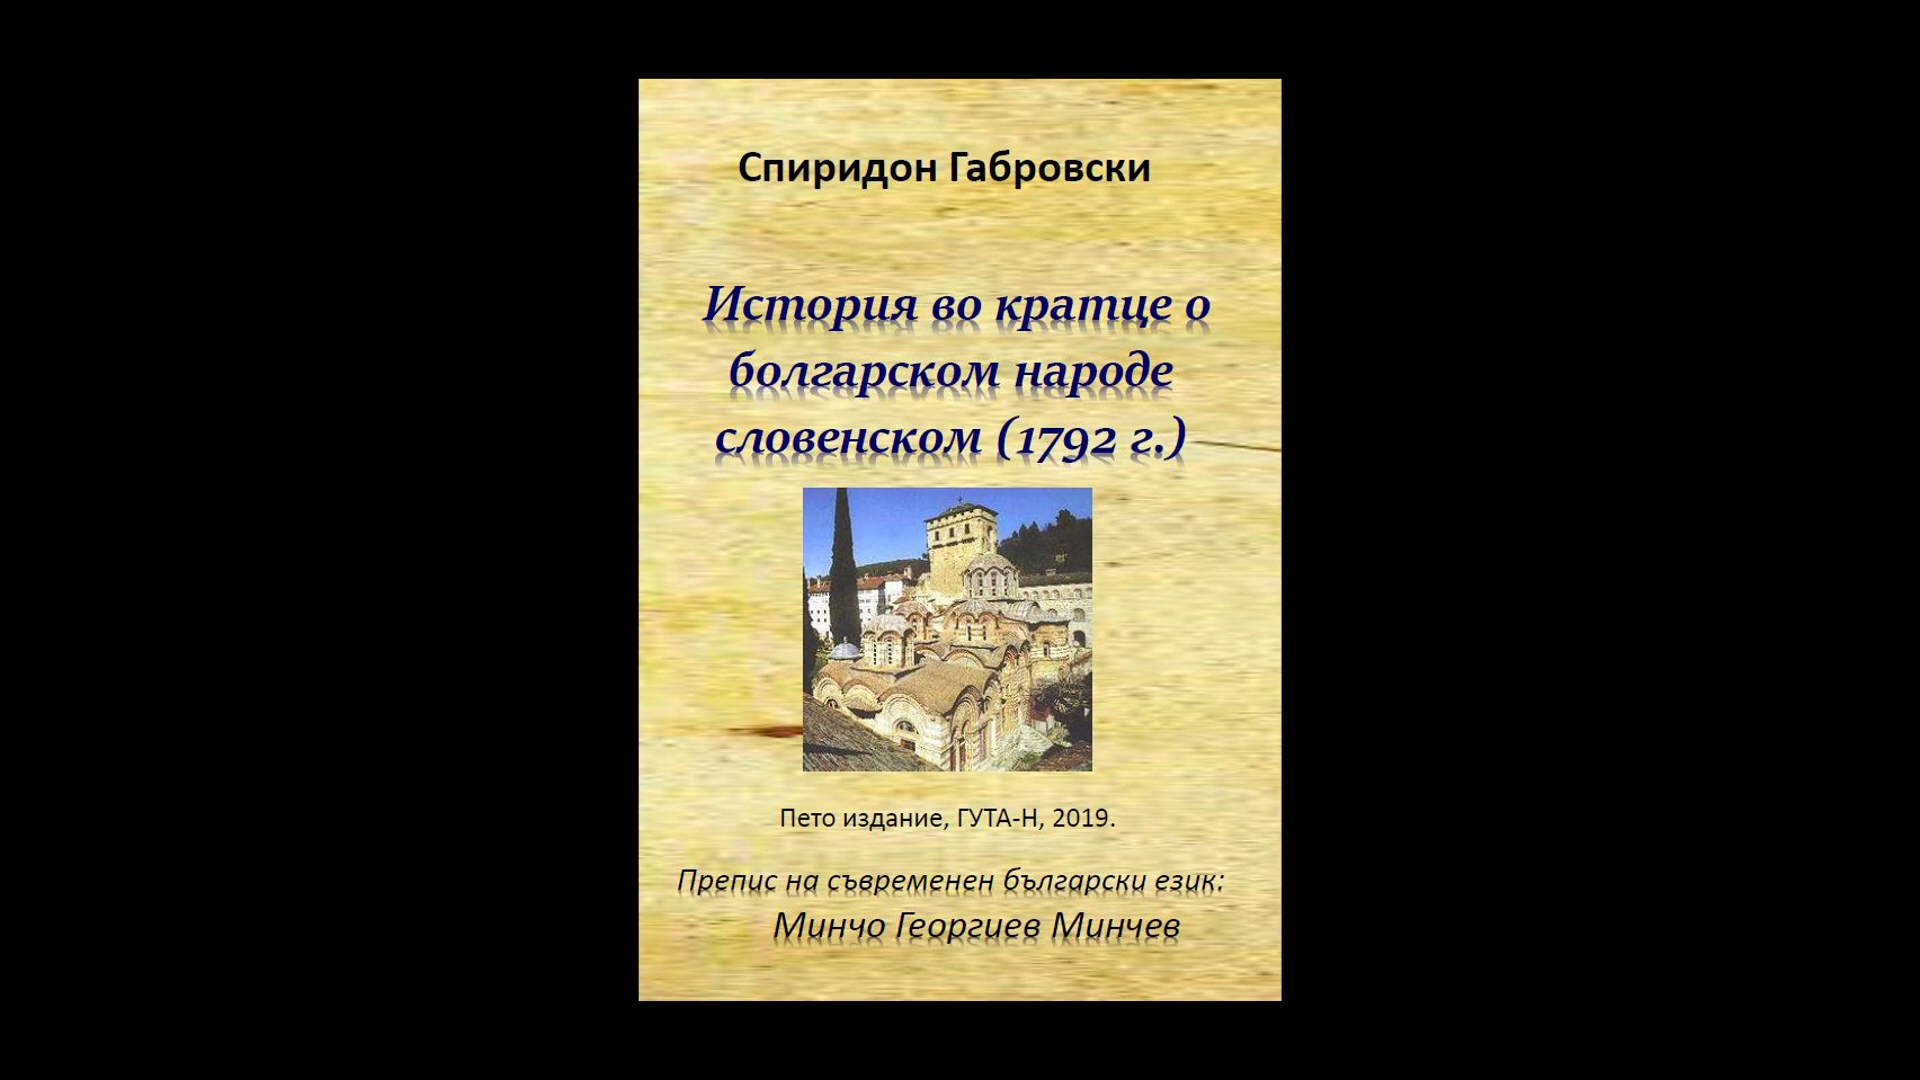 Спиридон Габровски
История во кратце о
болгарском народе
словенском (1792 г.)
Пето издание, ГУТА-Н, 2019.
Препис на съвременен български език:
Минчо Георгиев Минчев